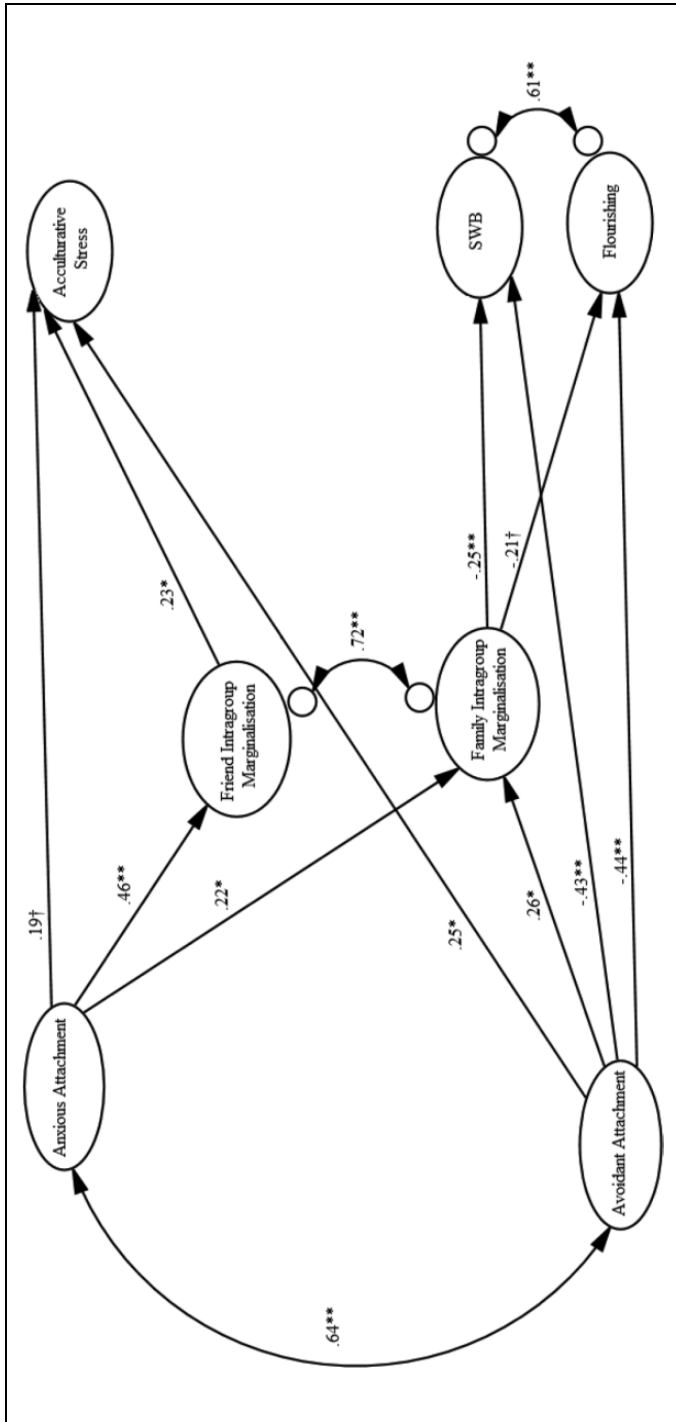 Anxious Attachment
Avoidant Attachment
.64**
.19†
.46**
.22*
.25*
.26*
-.43**
-.44**
Friend Intragroup
Marginalisation
Family Intragroup
Marginalisation
.72**
.23*
-.25**
-.21†
Acculturative
Stress
SWB
Flourishing
.61**